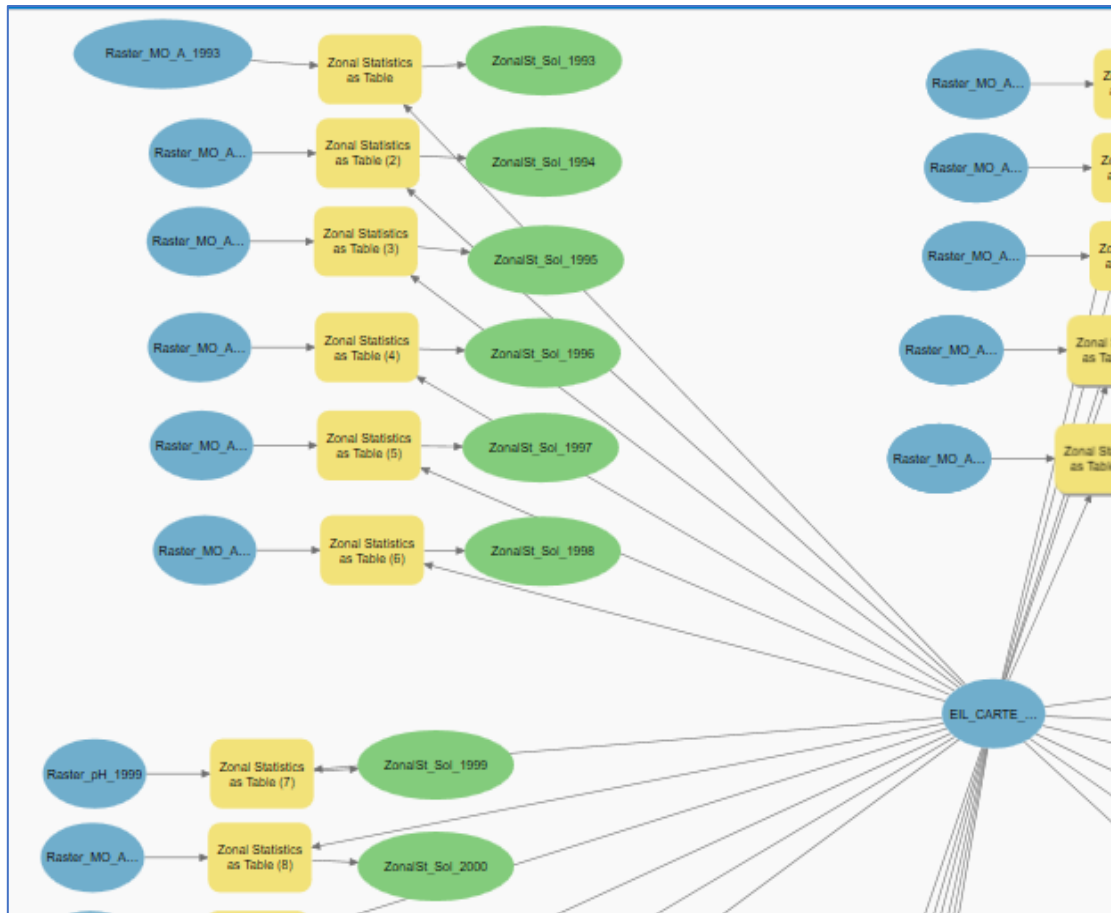 Raster_MO_A_1993
Zonal Statistics
as Table
ZonalSt_Sol_1993
Raster_MO_A...
Zonal Statistics
as Table (2)
ZonalSt_Sol_1994
Raster_MO_A...
Zonal Statistics
as Table (3)
ZonalSt_Sol_1995
Raster_MO_A...
Zonal Statistics
as Table (4)
ZonalSt_Sol_1996
Raster_MO_A...
Zonal Statistics
as Table (5)
ZonalSt_Sol_1997
Raster_MO_A...
Zonal Statistics
as Table (6)
ZonalSt_Sol_1998
Raster_MO_A...
Raster_MO_A...
Raster_MO_A...
Raster_MO_A...
Zonal
Raster_MO_A...
Zonal
EIL_CARTE_...
Raster_pH_1999
Zonal Statistics
as Table (7)
ZonalSt_Sol_1999
Raster_MO_A...
Zonal Statistics
as Table (8)
ZonalSt_Sol_2000